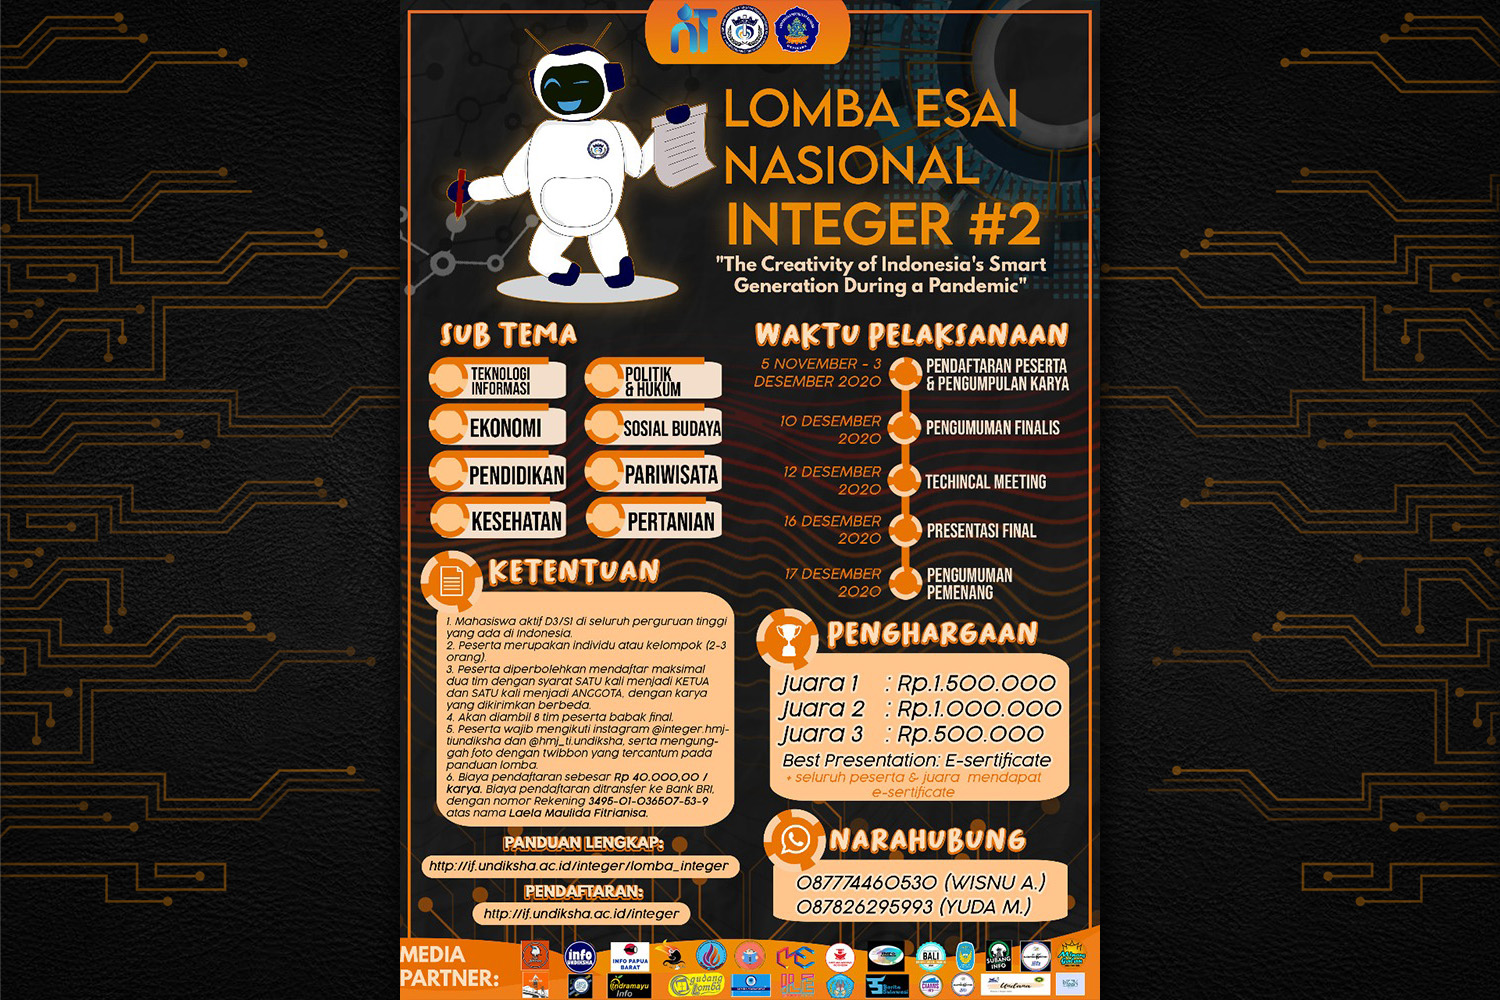 LOMBA ESAI
NASIONAL
INTEGER #2
"The Creativity of Indonesia's Smart
Generation During a Pandemic"
SUB TEMA
TEKNOLOGI
INFORMASI
POLITIK
& HUKUM
EKONOMI
SOSIAL BUDAYA
PENDIDIKAN
PARIWISATA
KESEHATAN
PERTANIAN
WAKTU PELAKSANAAN
5 NOVEMBER - 3
DESEMBER 2020
PENDAFTARAN PESERTA
& PENGUMPULAN KARYA
10 DESEMBER
2020
PENGUMUMAN FINALIS
12 DESEMBER
2020
TECHINCAL MEETING
16 DESEMBER
2020
PRESENTASI FINAL
17 DESEMBER
2020
PENGUMUMAN
PEMENANG
KETENTUAN
1. Mahasiswa aktif D3/S1 di seluruh perguruan tinggi
yang ada di Indonesia.
2. Peserta merupakan individu atau kelompok (2-3
orang).
3. Peserta diperbolehkan mendaftar maksimal
dua tim dengan syarat SATU kali menjadi KETUA
dan SATU kali menjadi ANGGOTA, dengan karya
yang dikirimkan berbeda.
4. Akan diambil 8 tim peserta babak final.
5. Peserta wajib mengikuti instagram @integer.hmj-
tiundiksha dan @hmj_ti.undiksha, serta mengung-
gah foto dengan twibbon yang tercantum pada
panduan lomba.
6. Biaya pendaftaran sebesar Rp 40.000,00 /
karya. Biaya pendaftaran ditransfer ke Bank BRI,
dengan nomor Rekening 3495-01-036507-53-9
atas nama Laela Maulida Fitrianisa.
PANDUAN LENGKAP:
http://if.undiksha.ac.id/integer/lomba_integer
PENDAFTARAN:
http://if.undiksha.ac.id/integer
PENGHARGAAN
Juara 1 : Rp.1.500.000
Juara 2 : Rp.1.000.000
Juara 3 : Rp.500.000
Best Presentation: E-sertificate
+ seluruh peserta & juara mendapat
e-sertificate
NARAHUBUNG
087774460530 (WISNU A.)
087826295993 (YUDA M.)
MEDIA
PARTNER:
info
INFO PAPUA
BARAT
BALI
SUBANG
INFO
Indramayu
Info
gudang
lomba